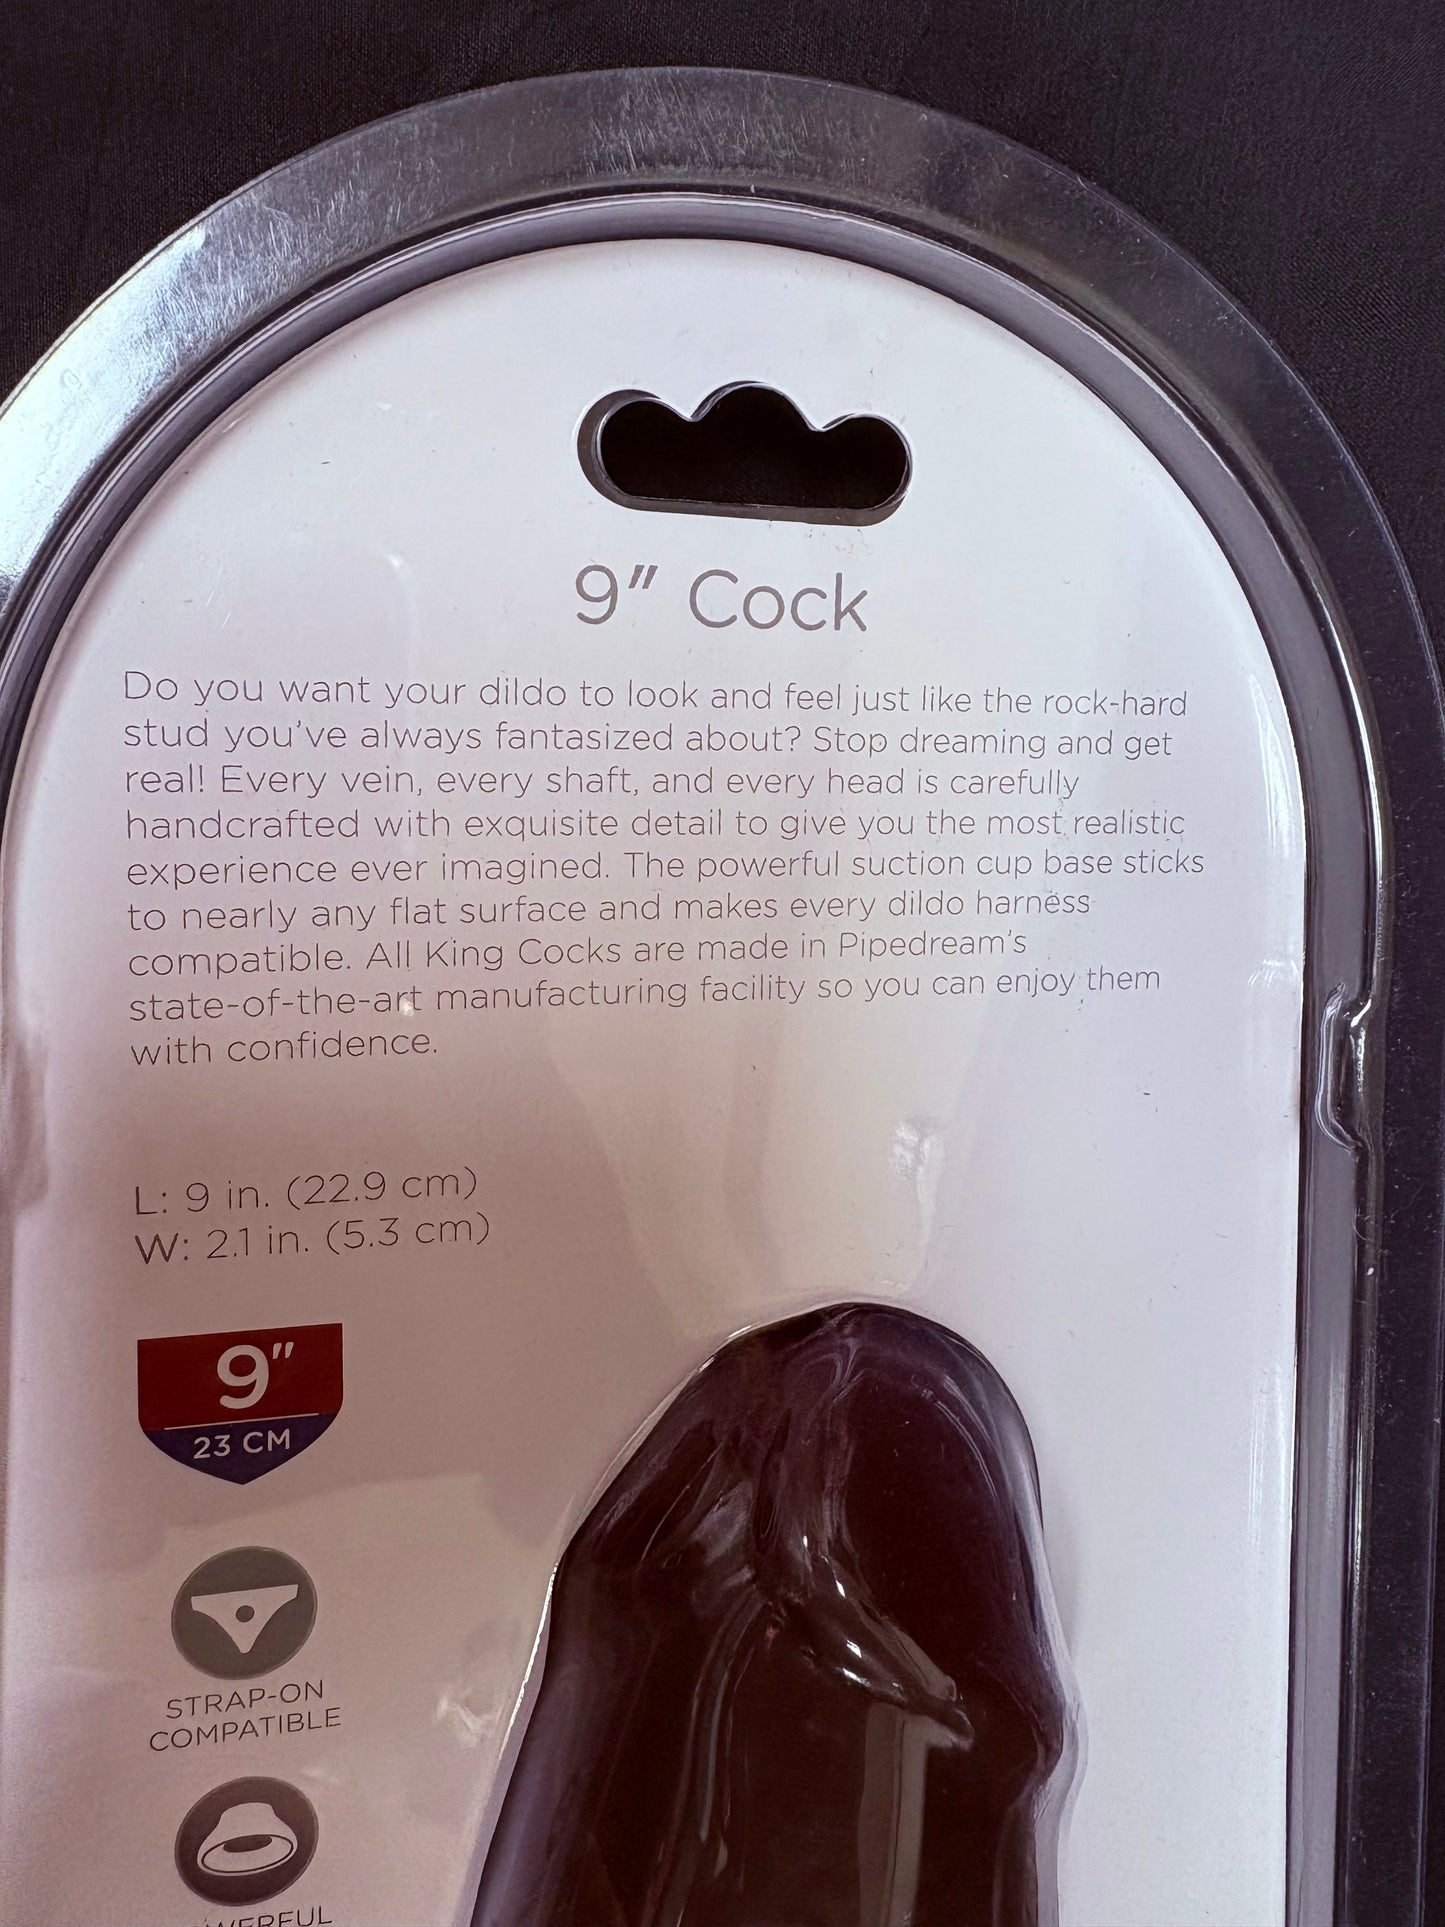 9" Cock
Do you want your dildo to look and feel just like the rock-hard
stud you've always fantasized about? Stop dreaming and get
real! Every vein, every shaft, and every head is carefully
handcrafted with exquisite detail to give you the most realistic
experience ever imagined. The powerful suction cup base sticks
to nearly any flat surface and makes every dildo harness
compatible. All King Cocks are made in Pipedream's
state-of-the-art manufacturing facility so you can enjoy them
with confidence.
L: 9 in. (22.9 cm)
W: 2.1 in. (5.3 cm)
9"
23 CM
STRAP-ON
COMPATIBLE